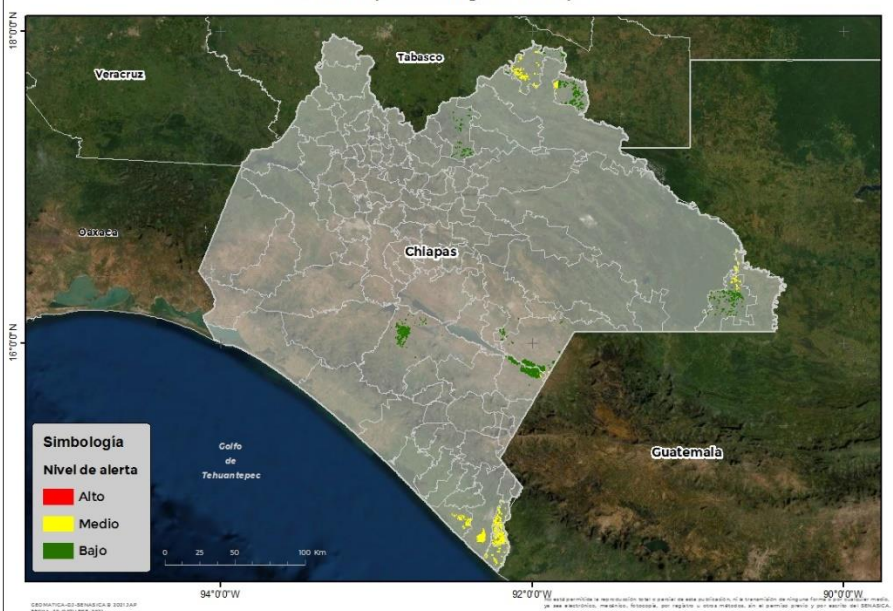 18°0'0"N
Tabasco
Veracruz
Oaxaca
Chiapas
16°0'0"N
Guatemala
Golfo
de
Tehuantepec
Simbología
Nivel de alerta
Alto
Medio
Bajo
0 25 50 100 Km
94°0'0"W 92°0'0"W 90°0'0"W